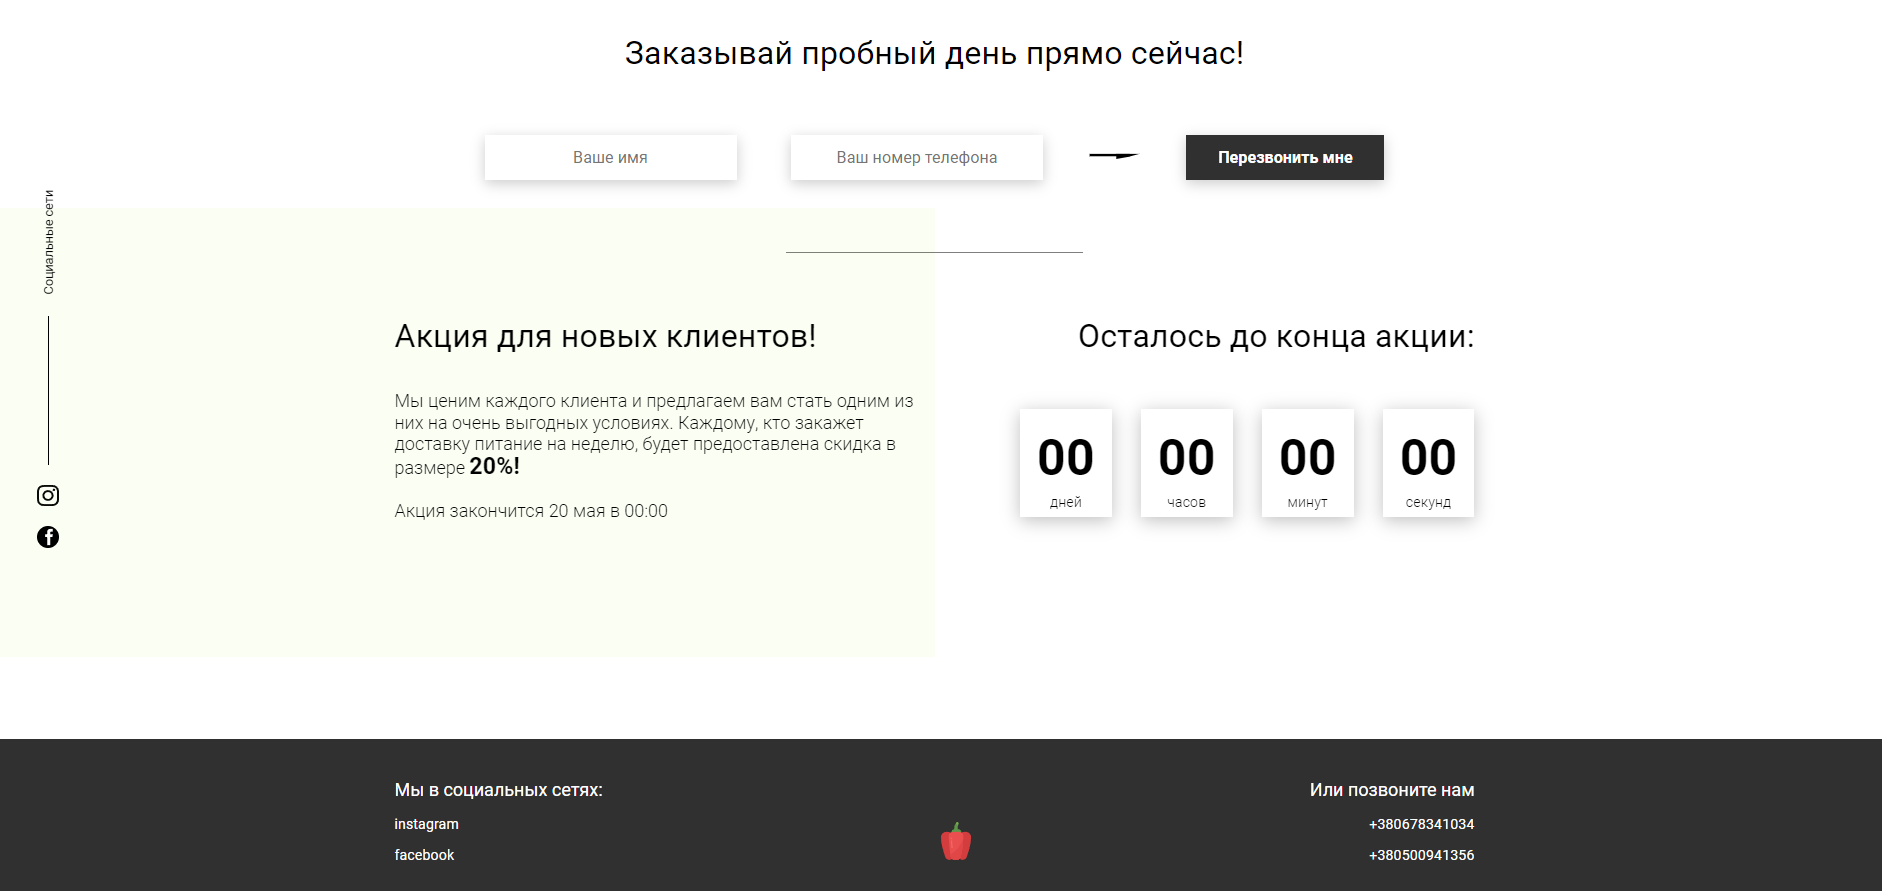 Заказывай пробный день прямо сейчас!
Ваше имя
Ваш номер телефона
Перезвонить мне
Социальные сети
Акция для новых клиентов!
Мы ценим каждого клиента и предлагаем вам стать одним из
них на очень выгодных условиях. Каждому, кто закажет
доставку питание на неделю, будет предоставлена скидка в
размере 20%!
Акция закончится 20 мая в 00:00
Осталось до конца акции:
00 00 00 00
дней часов минут секунд
Мы в социальных сетях:
instagram
facebook
Или позвоните нам
+380678341034
+380500941356